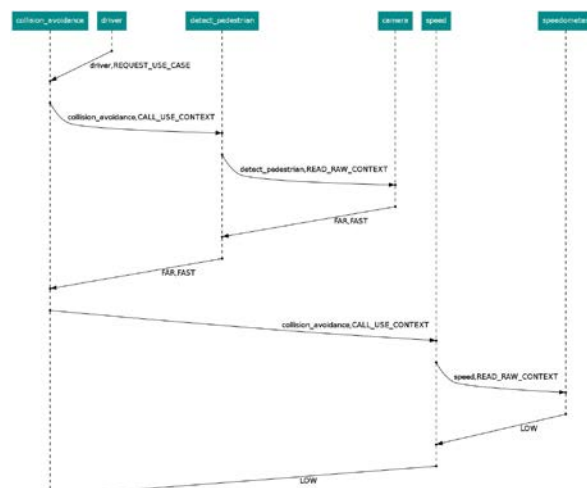 collision_avoidance driver detect_pedestrian camera speed speedometer
driver,REQUEST_USE_CASE
collision_avoidance,CALL_USE_CONTEXT
detect_pedestrian,READ_RAW_CONTEXT
FAR,FAST
FAR,FAST
collision_avoidance,CALL_USE_CONTEXT
speed,READ_RAW_CONTEXT
LOW
LOW